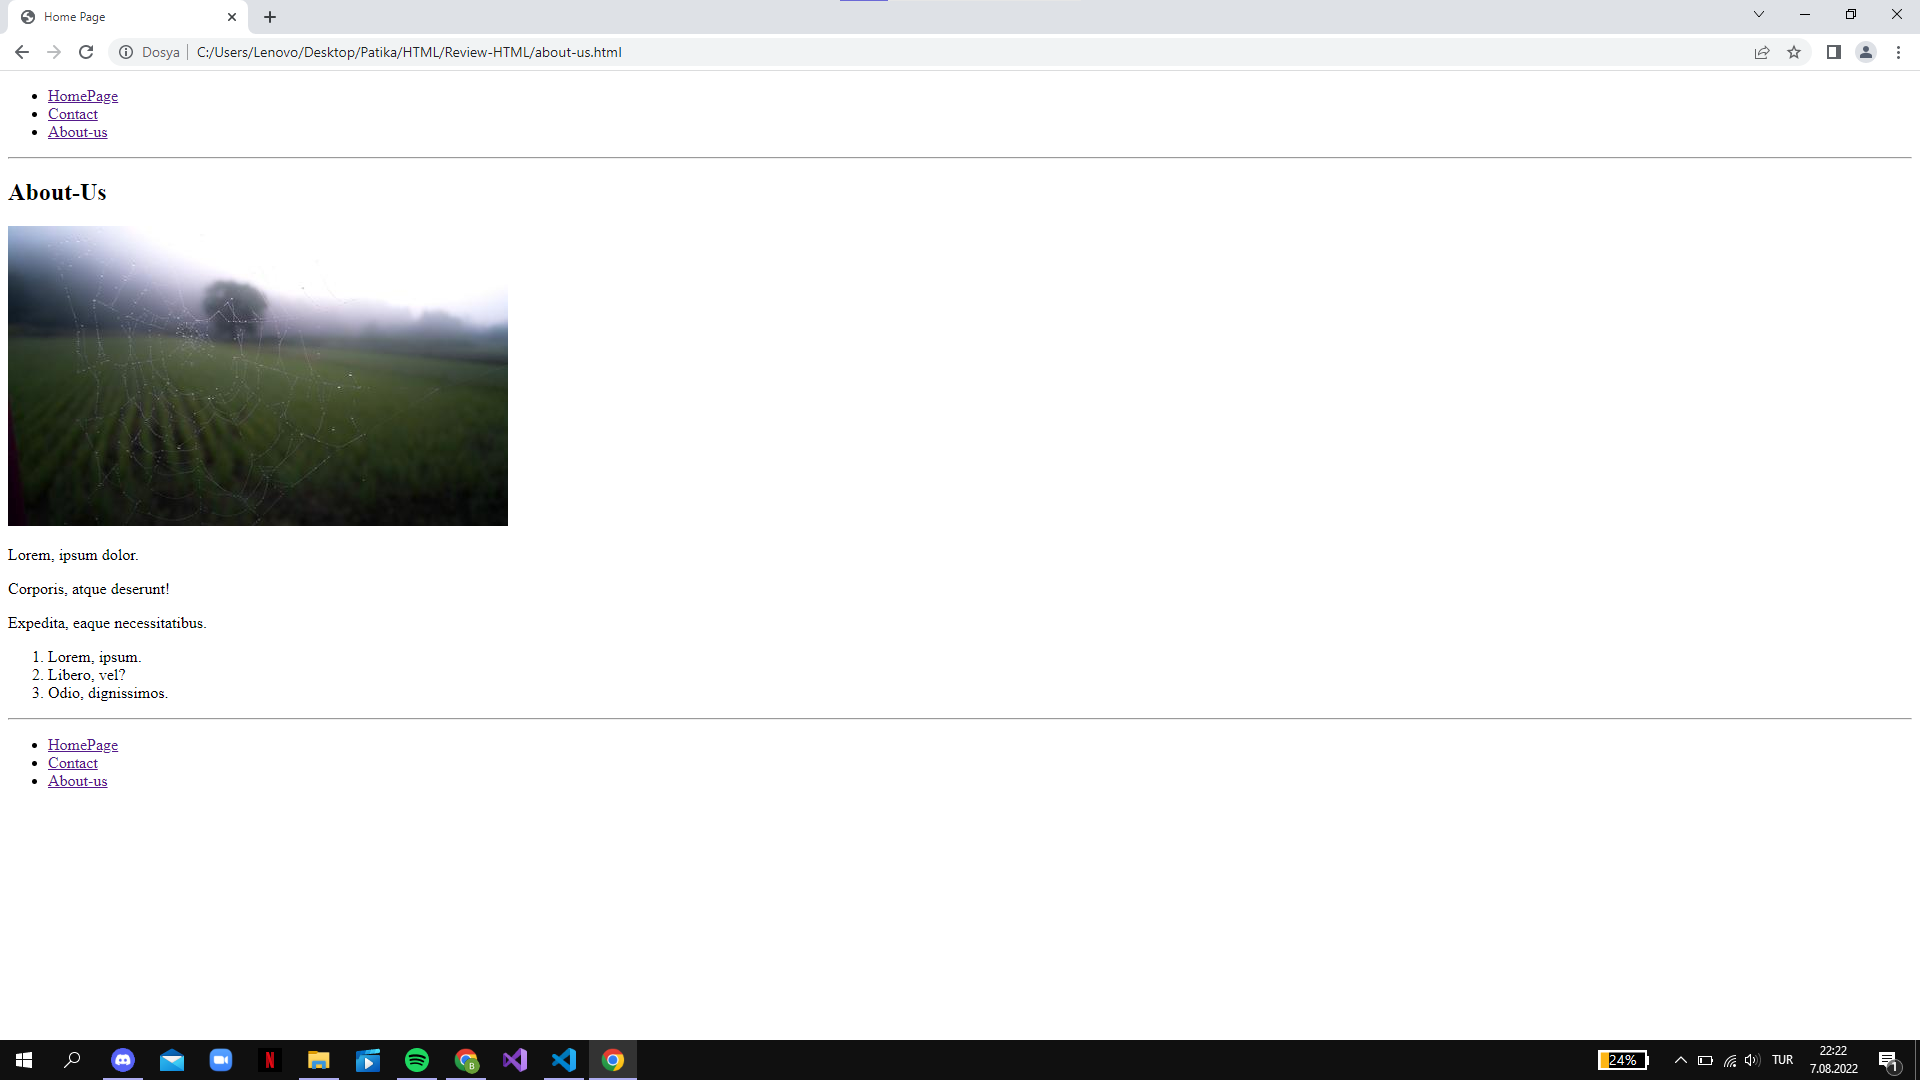 Home Page
Dosya C:/Users/Lenovo/Desktop/Patika/HTML/Review-HTML/about-us.html
HomePage
Contact
About-us
About-Us
Lorem, ipsum dolor.
Corporis, atque deserunt!
Expedita, eaque necessitatibus.
1. Lorem, ipsum.
2. Libero, vel?
3. Odio, dignissimos.
HomePage
Contact
About-us
N
B
24%
TUR
22:22
7.08.2022
1